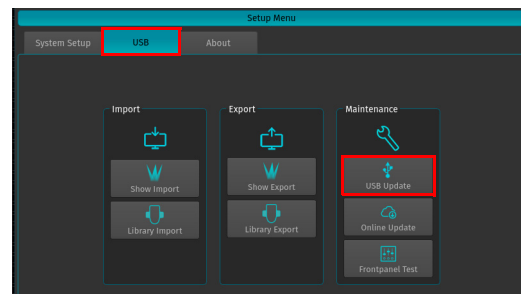 Setup Menu
System Setup
USB
About
Import
Show Import
Library Import
Export
Show Export
Library Export
Maintenance
USB Update
Online Update
Frontpanel Test